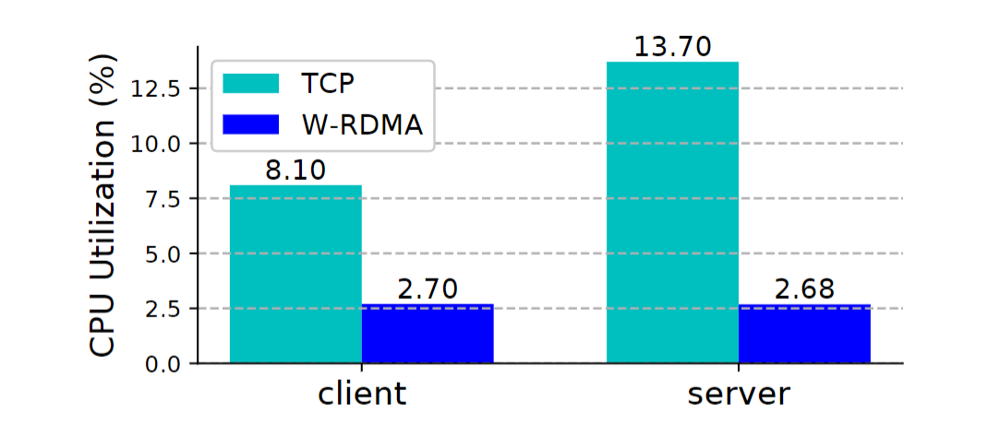 CPU Utilization (%)
12.5
10.0
7.5
5.0
2.5
0.0
TCP
W-RDMA
8.10
2.70
13.70
2.68
client
server